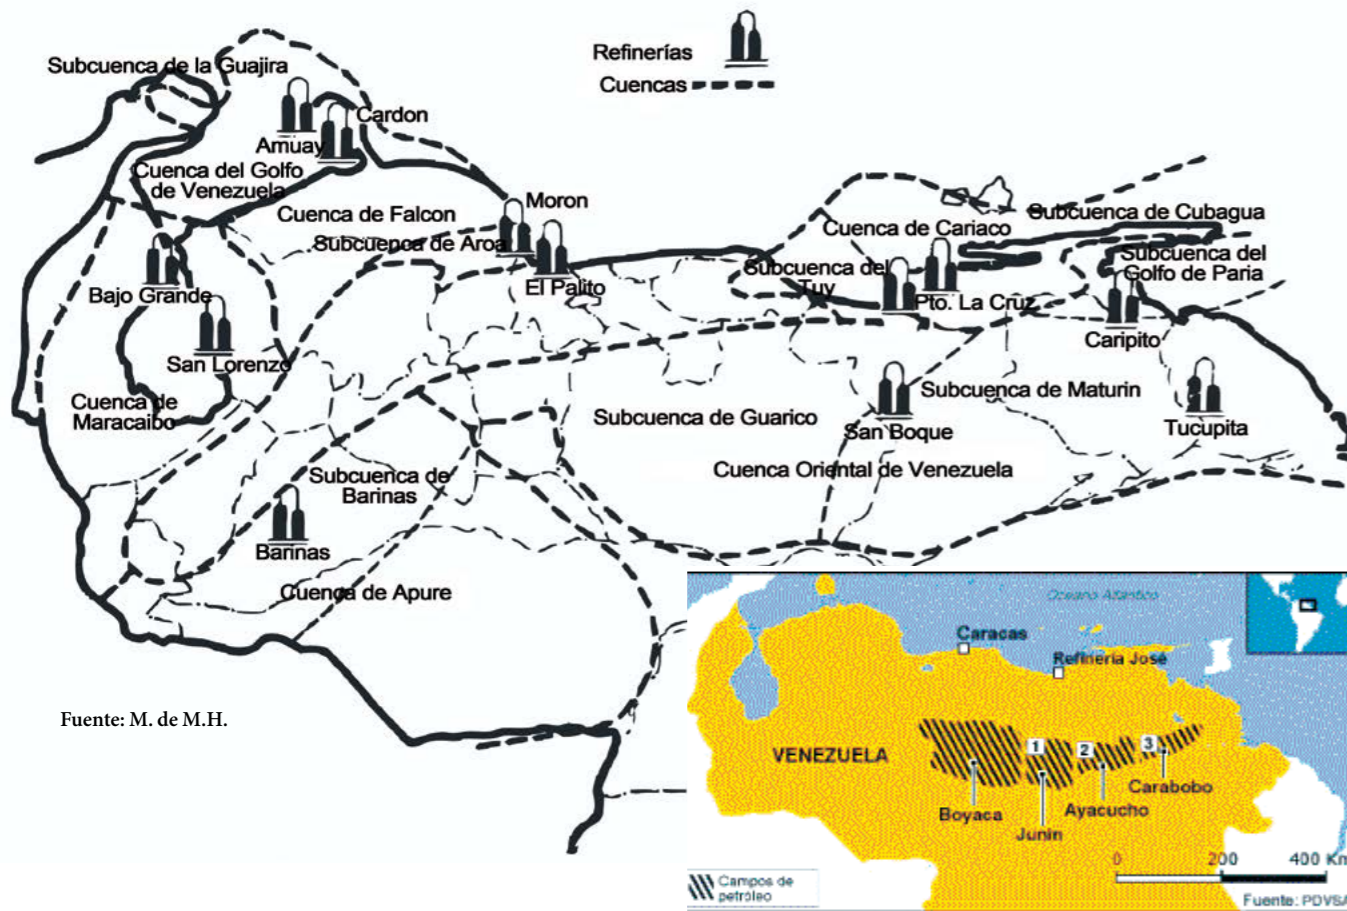 Refinerías
Cuencas
Subcuenca de la Guajira
Cardon
Amuay
Cuenca del Golfo
de Venezuela
Cuenca de Falcon
Moron
Subcuenca de Aroa
El Palito
Bajo Grande
San Lorenzo
Cuenca de
Maracaibo
Subcuenca de
Barinas
Barinas
Cuenca de Apure
Cuenca de Cariaco
Subcuenca de Cubagua
Subcuenca del
Tuy
Subcuenca del
Golfo de Paria
Pto. La Cruz
Caripito
Subcuenca de Maturin
Subcuenca de Guarico
San Boque
Tucupita
Cuenca Oriental de Venezuela
Fuente: M. de M.H.
Oceano Atlántico
Caracas
Refinería José
VENEZUELA
1
2
3
Boyaca
Junin
Ayacucho
Carabobo
0 200 400 Km
Campos de
petróleo
Fuente: PDVSA